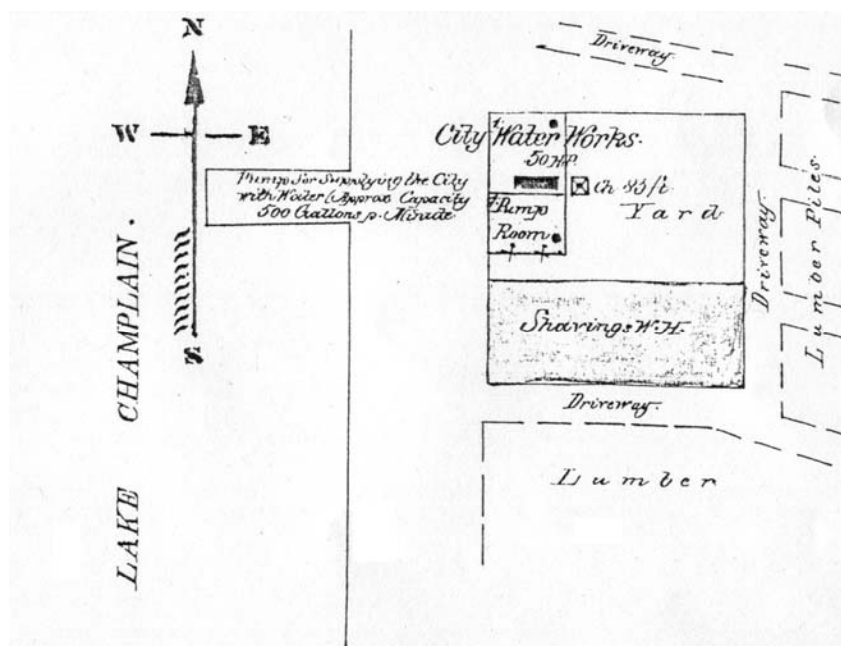 N
W E
S
LAKE CHAMPLAIN.
Pump for Supplying the City
with Water (Approx Capacity
500 Gallons p. Minute
Driveway.
City Water Works.
50 H.P.
Ch 85 ft
Pump
Room
Yard
Shavings W.H.
Driveway.
Driveway.
Lumber Piles
Lumber